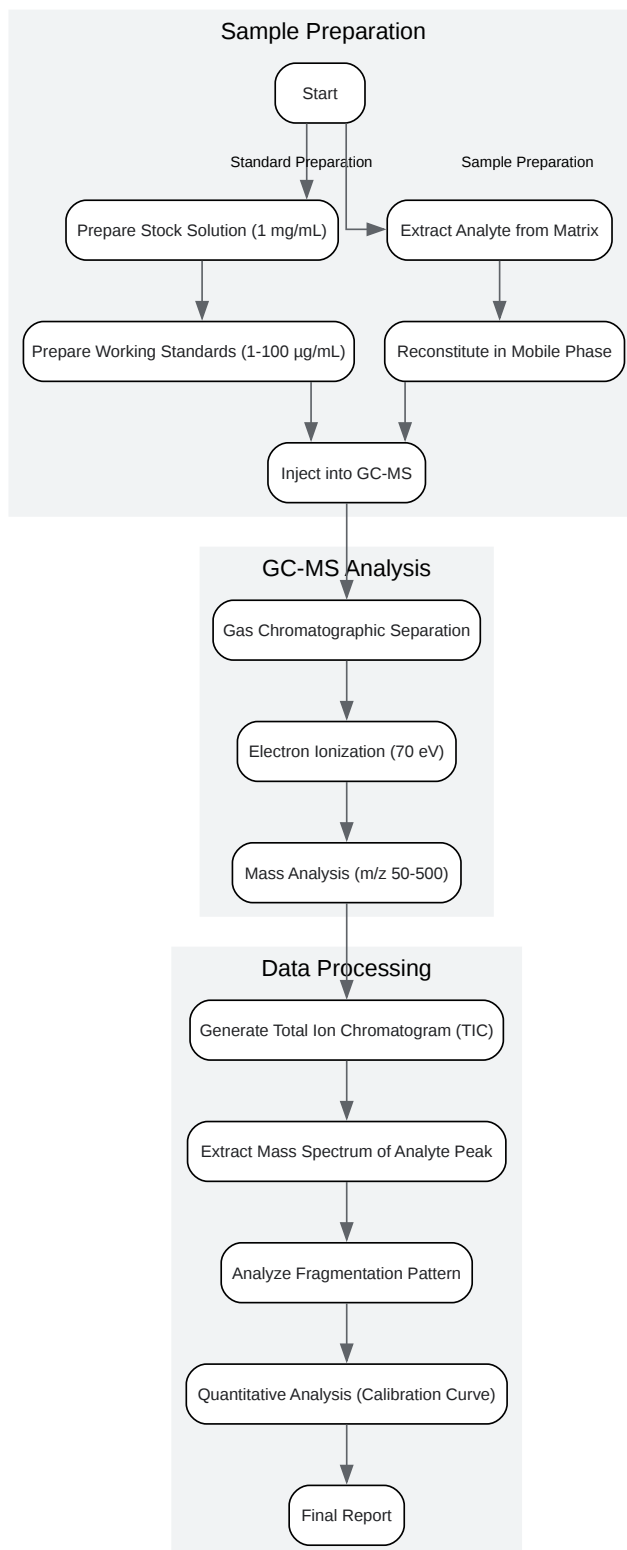 Sample Preparation
Start
Standard Preparation
Sample Preparation
Prepare Stock Solution (1 mg/mL)
Extract Analyte from Matrix
Prepare Working Standards (1-100 µg/mL)
Reconstitute in Mobile Phase
Inject into GC-MS
GC-MS Analysis
Gas Chromatographic Separation
Electron Ionization (70 eV)
Mass Analysis (m/z 50-500)
Data Processing
Generate Total Ion Chromatogram (TIC)
Extract Mass Spectrum of Analyte Peak
Analyze Fragmentation Pattern
Quantitative Analysis (Calibration Curve)
Final Report